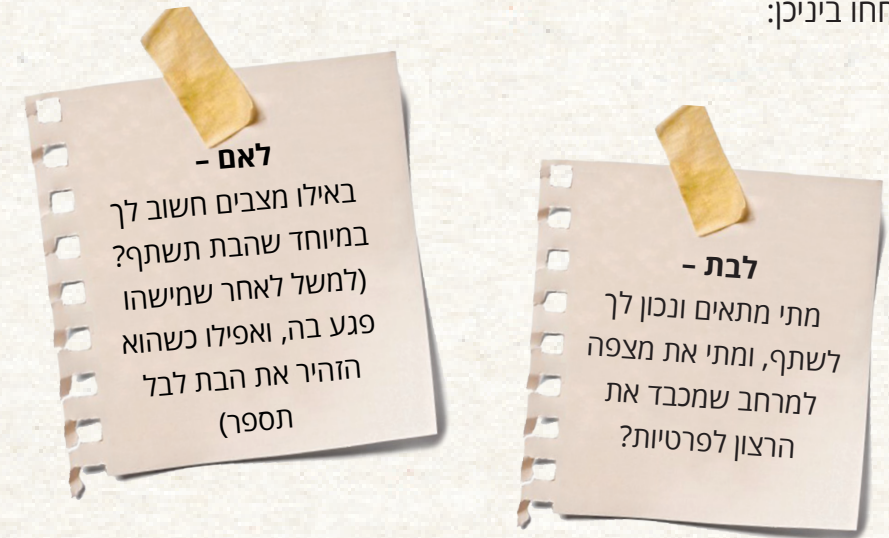 ביניכן:
לבת –
מתי מתאים ונכון לך
לשתף, ומתי את מצפה
למרחב שמכבד את
הרצון לפרטיות?
לאם –
באילו מצבים חשוב לך
במיוחד שהבת תשתף?
(למשל לאחר שמישהו
פגע בה, ואפילו כשהוא
הזהיר את הבת לבל
תספר)